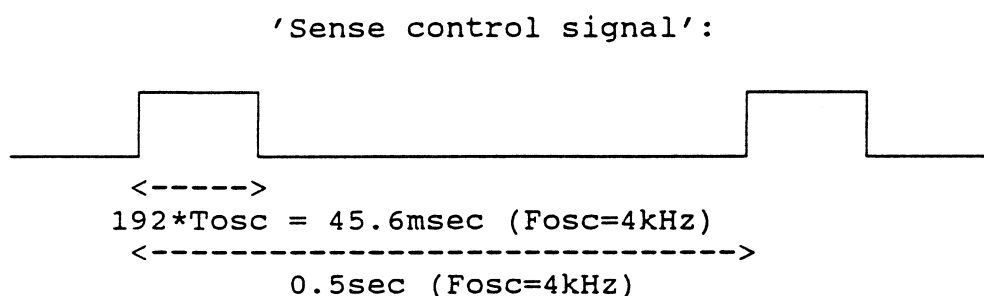 'Sense control signal':
<----->
192*Tosc = 45.6msec (Fosc=4kHz)
<----------------------------->
0.5sec (Fosc=4kHz)